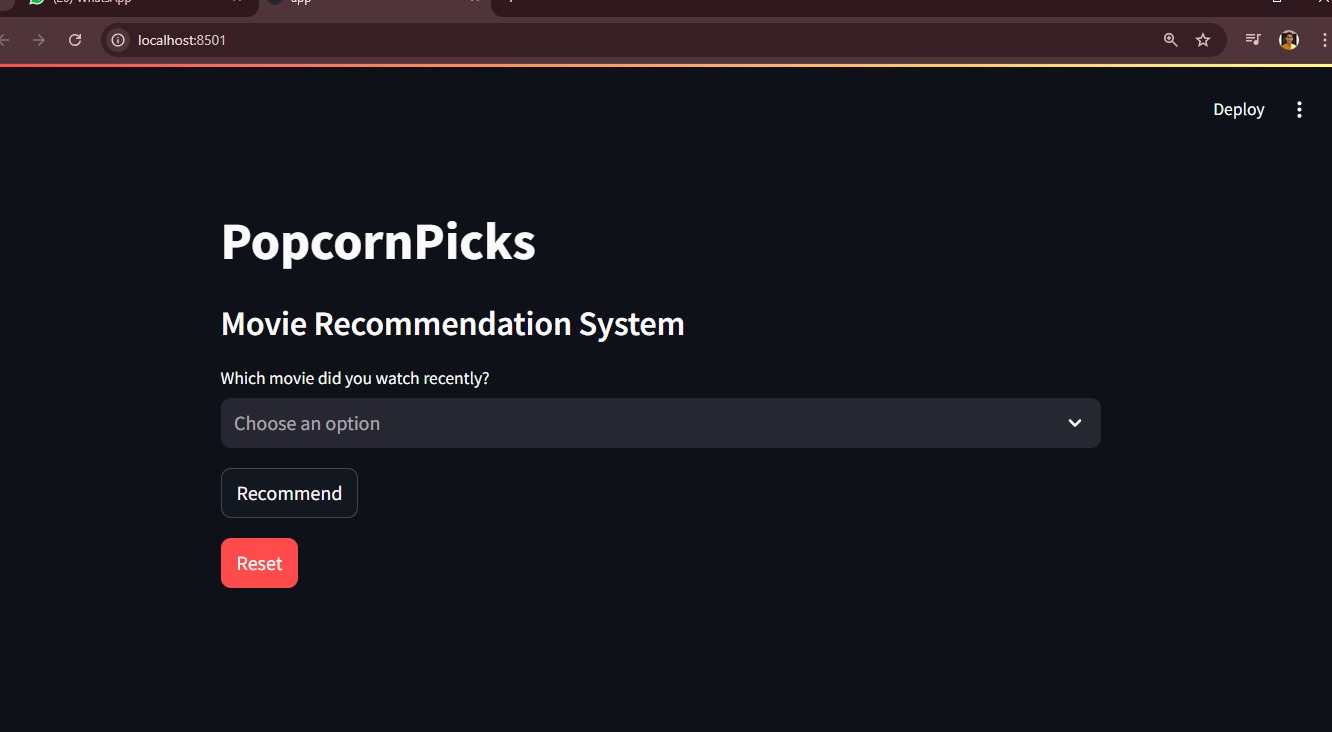 localhost:8501
Deploy
PopcornPicks
Movie Recommendation System
Which movie did you watch recently?
Choose an option
Recommend
Reset